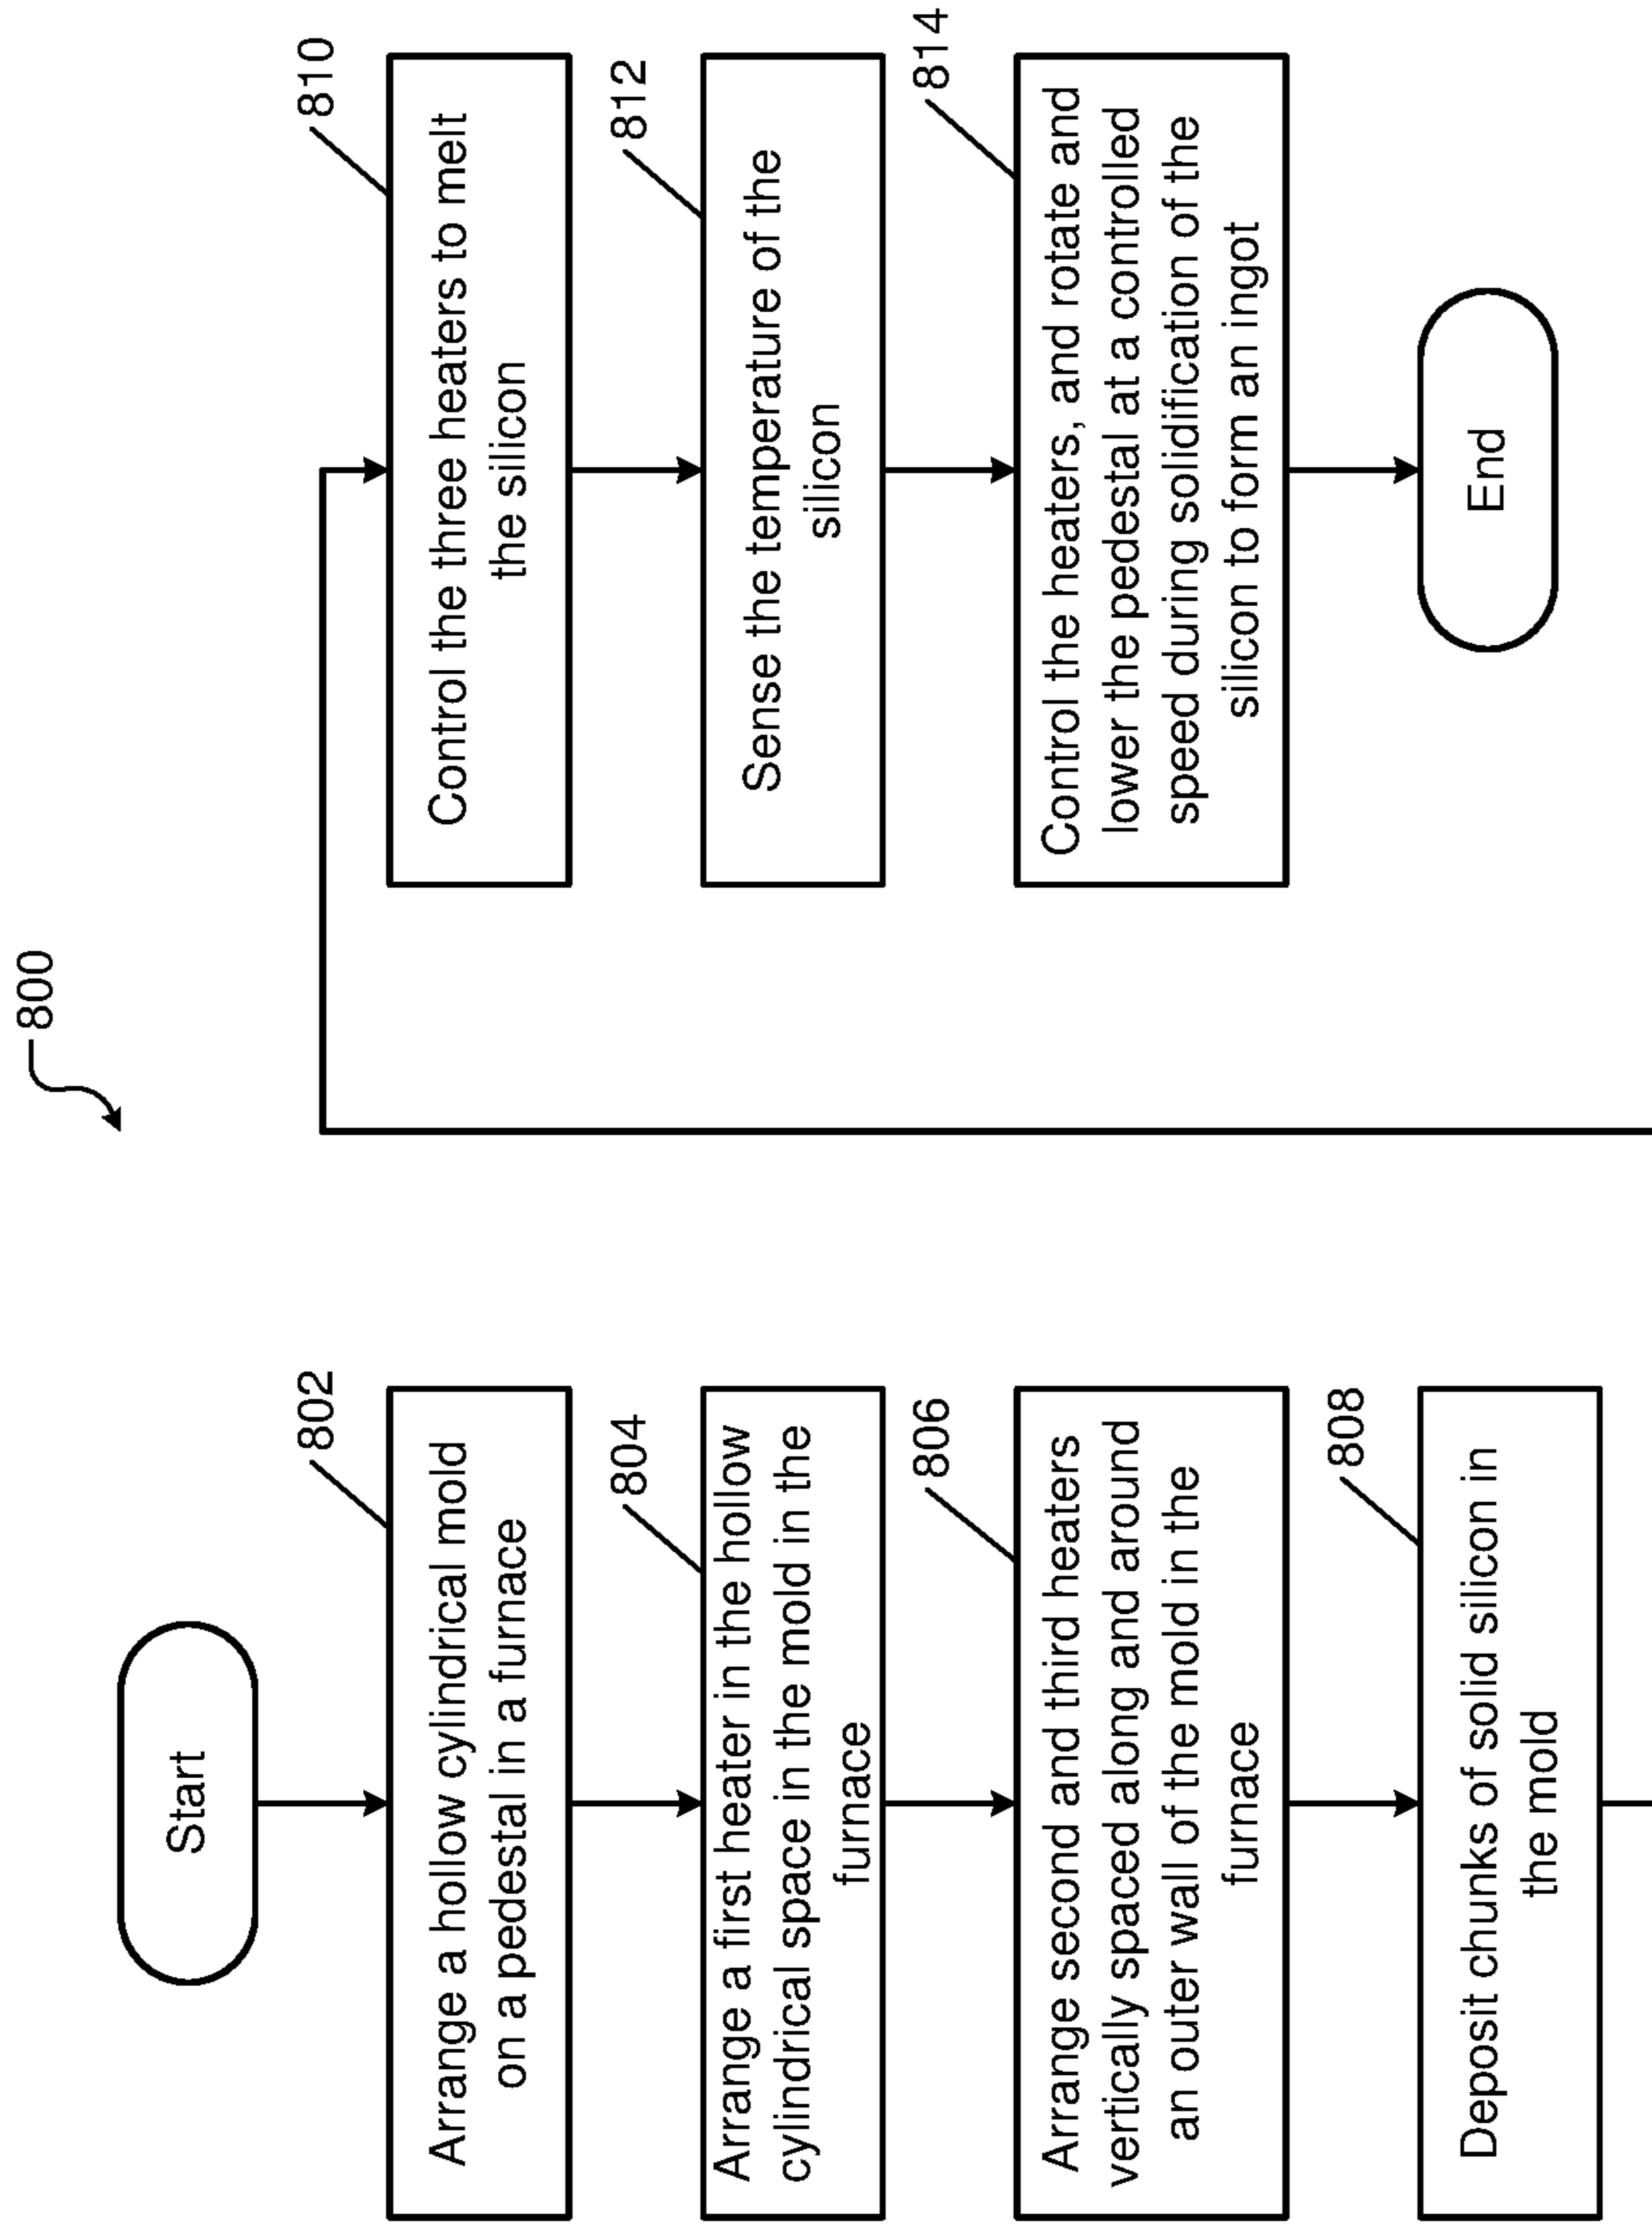 800
Start
802
Arrange a hollow cylindrical mold
on a pedestal in a furnace
804
Arrange a first heater in the hollow
cylindrical space in the mold in the
furnace
806
Arrange second and third heaters
vertically spaced along and around
an outer wall of the mold in the
furnace
808
Deposit chunks of solid silicon in
the mold
810
Control the three heaters to melt
the silicon
812
Sense the temperature of the
silicon
814
Control the heaters, and rotate and
lower the pedestal at a controlled
speed during solidification of the
silicon to form an ingot
End